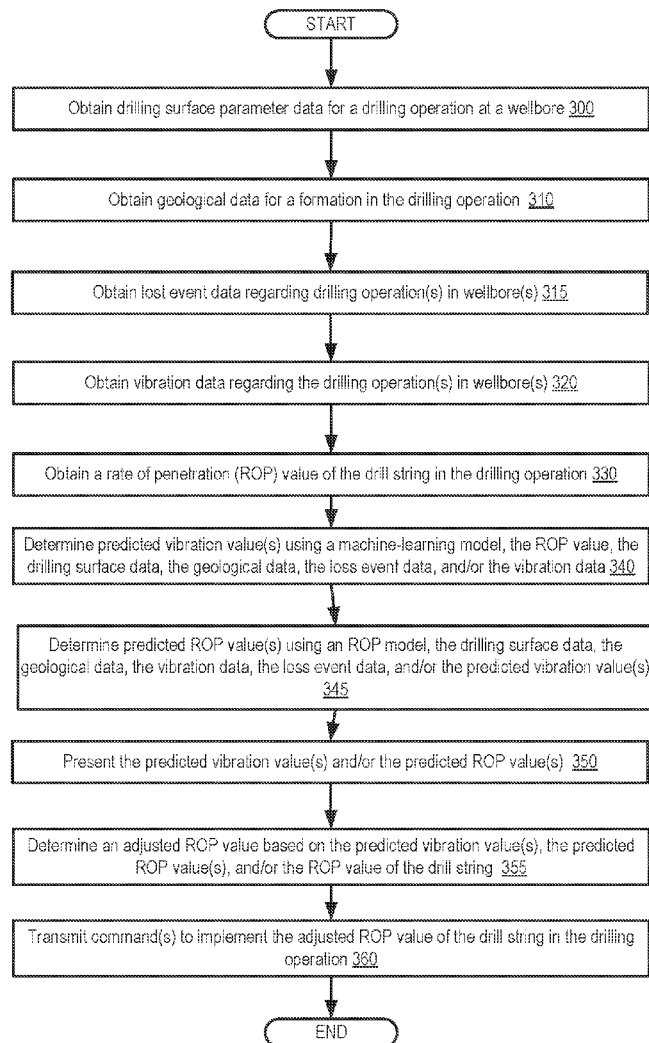 START
Obtain drilling surface parameter data for a drilling operation at a wellbore 300
Obtain geological data for a formation in the drilling operation 310
Obtain lost event data regarding drilling operation(s) in wellbore(s) 315
Obtain vibration data regarding the drilling operation(s) in wellbore(s) 320
Obtain a rate of penetration (ROP) value of the drill string in the drilling operation 330
Determine predicted vibration value(s) using a machine-learning model, the ROP value, the
drilling surface data, the geological data, the loss event data, and/or the vibration data 340
Determine predicted ROP value(s) using an ROP model, the drilling surface data, the
geological data, the vibration data, the loss event data, and/or the predicted vibration value(s)
345
Present the predicted vibration value(s) and/or the predicted ROP value(s) 350
Determine an adjusted ROP value based on the predicted vibration value(s), the predicted
ROP value(s), and/or the ROP value of the drill string 355
Transmit command(s) to implement the adjusted ROP value of the drill string in the drilling
operation 360
END